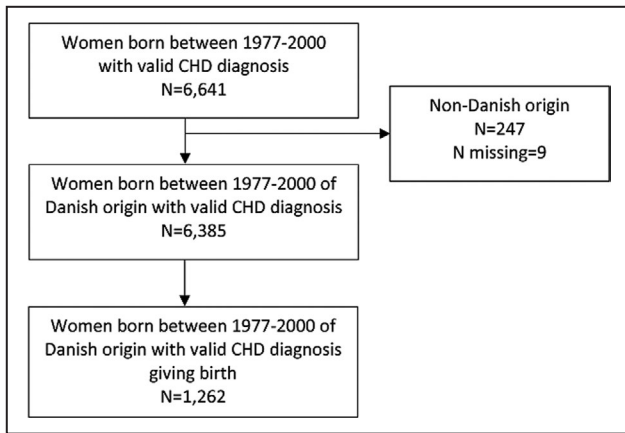 Women born between 1977-2000
with valid CHD diagnosis
N=6,641
Non-Danish origin
N=247
N missing=9
Women born between 1977-2000 of
Danish origin with valid CHD diagnosis
N=6,385
Women born between 1977-2000 of
Danish origin with valid CHD diagnosis
giving birth
N=1,262